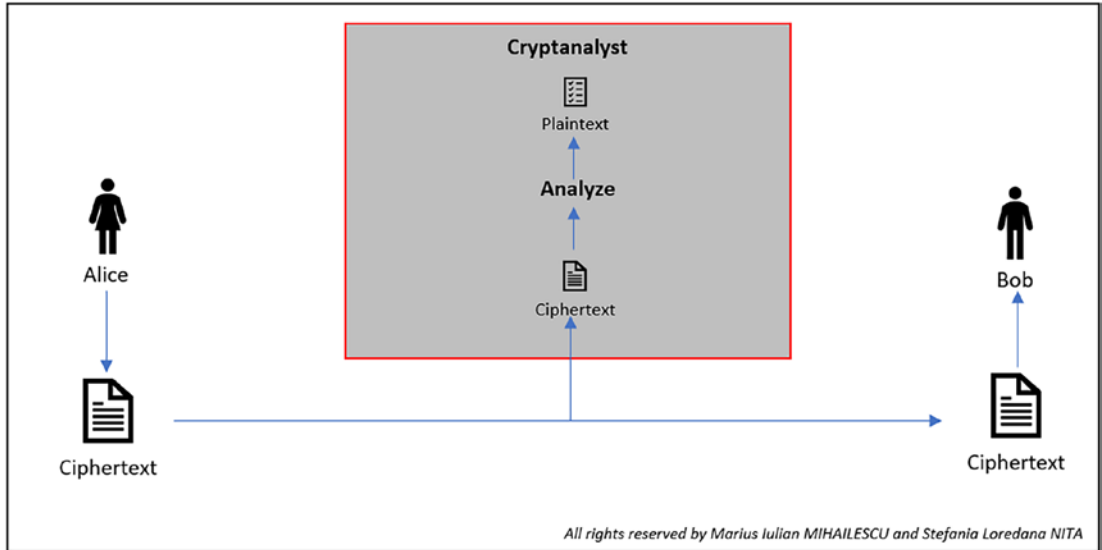 Cryptanalyst
Plaintext
Analyze
Ciphertext
Alice
Ciphertext
Bob
Ciphertext
All rights reserved by Marius Iulian MIHAILESCU and Stefania Loredana NITA